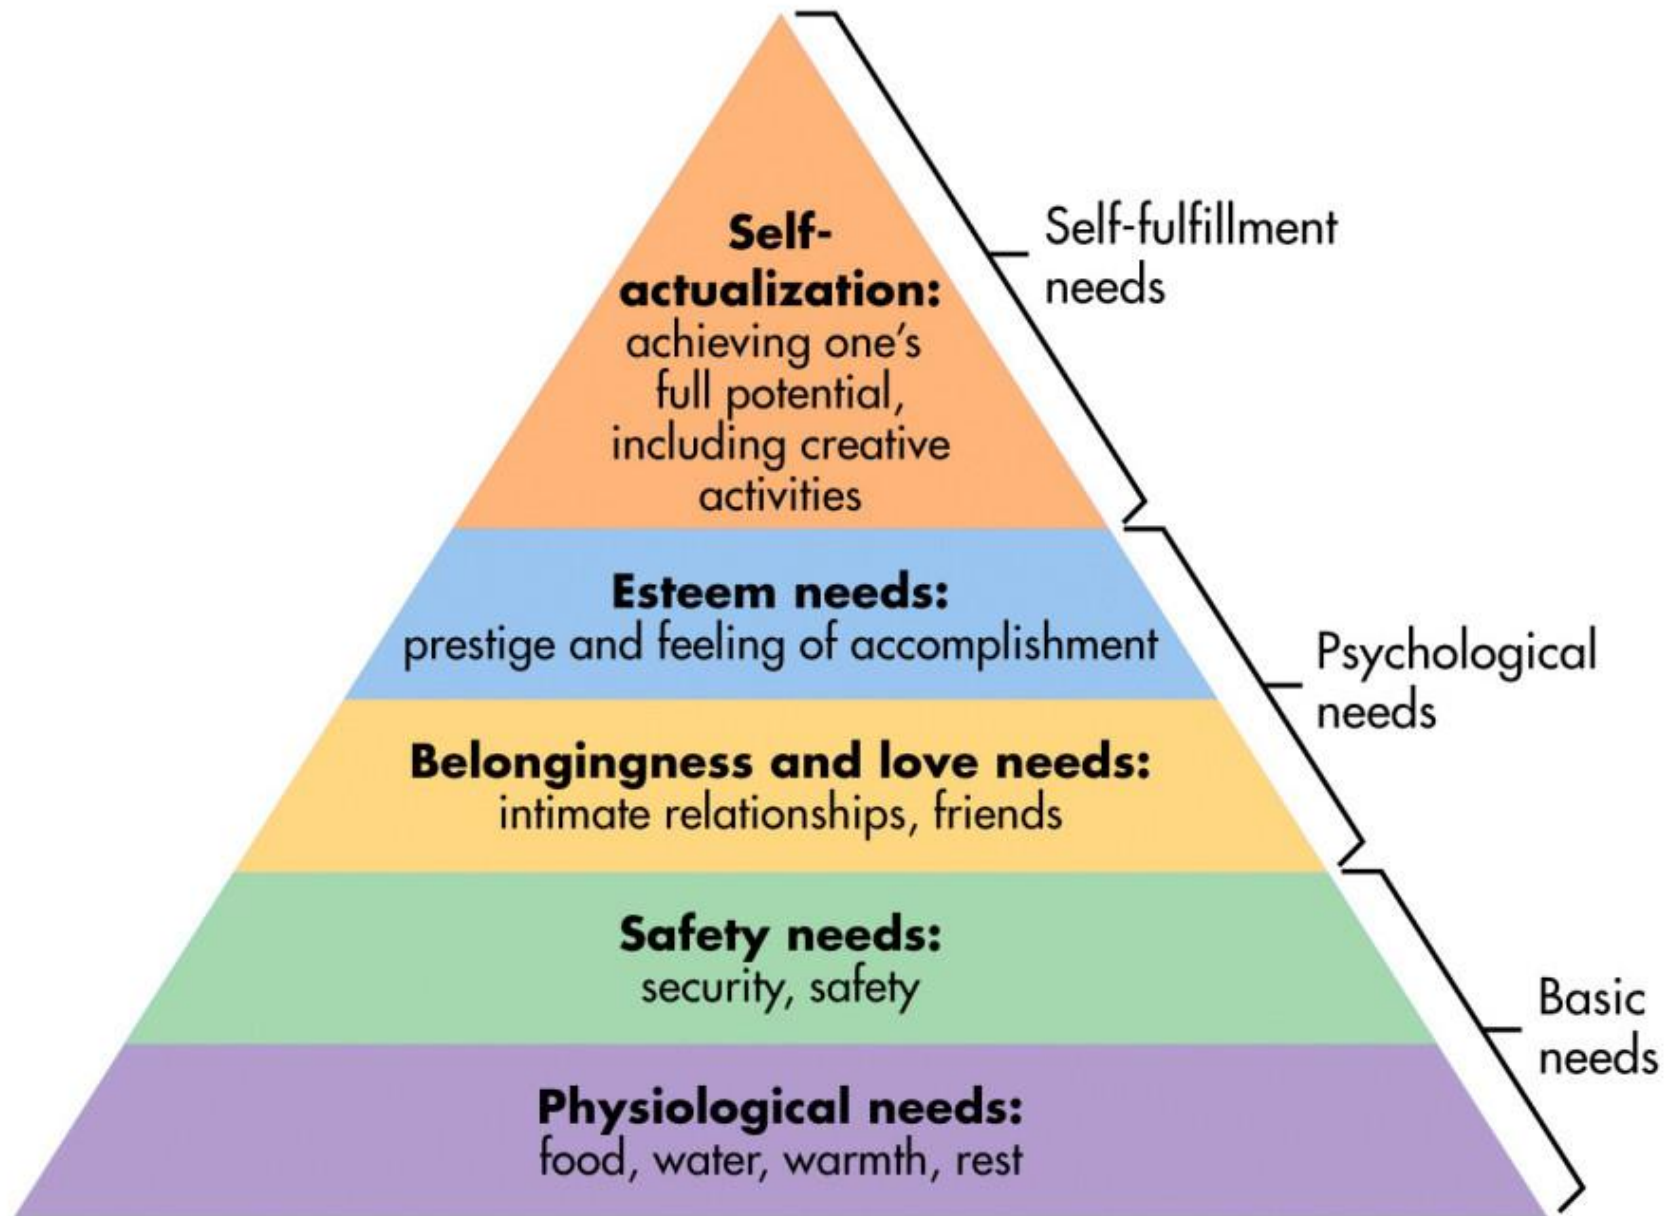 Self-
actualization:
achieving one's
full potential,
including creative
activities
Self-fulfillment
needs
Esteem needs:
prestige and feeling of accomplishment
Psychological
needs
Belongingness and love needs:
intimate relationships, friends
Safety needs:
security, safety
Basic
needs
Physiological needs:
food, water, warmth, rest